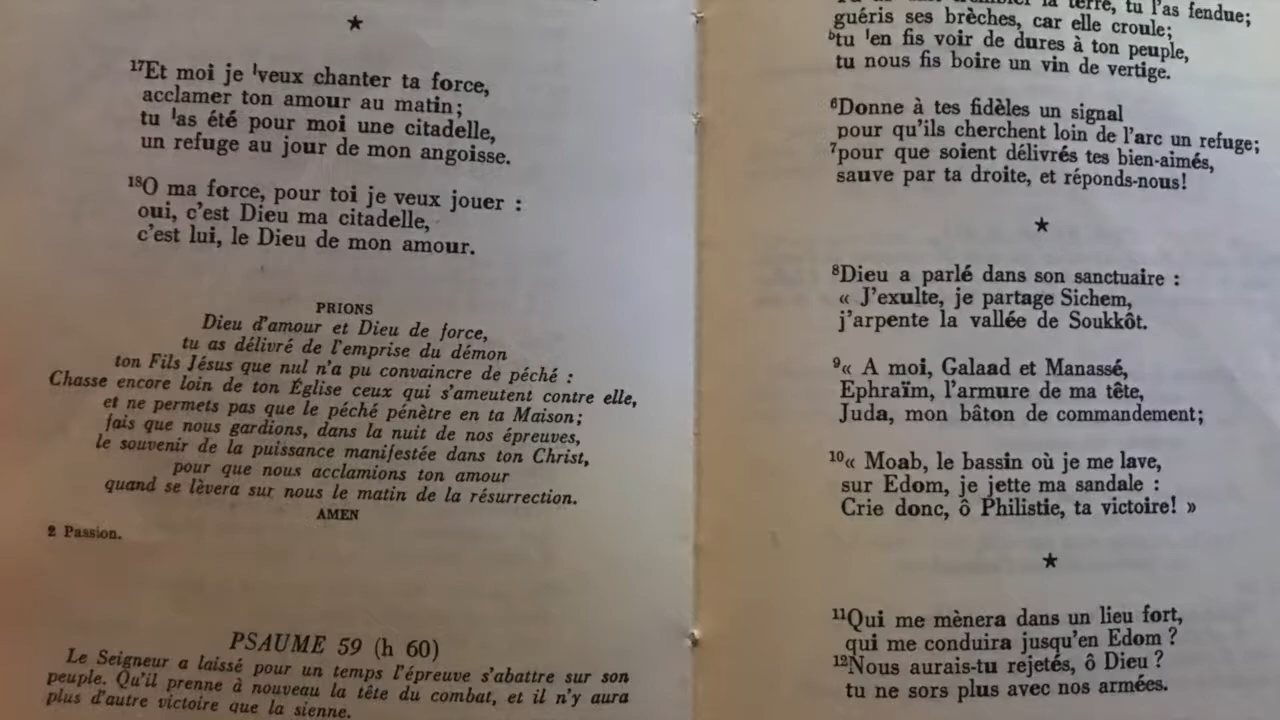 ★
17Et moi je ˈveux chanter ta force,
acclamer ton amour au matin;
tu ˈas été pour moi une citadelle,
un refuge au jour de mon angoisse.
18O ma force, pour toi je veux jouer :
oui, c'est Dieu ma citadelle,
c'est lui, le Dieu de mon amour.
PRIONS
Dieu d'amour et Dieu de force,
tu as délivré de l'emprise du démon
ton Fils Jésus que nul n'a pu convaincre de péché :
Chasse encore loin de ton Église ceux qui s'ameutent contre elle,
et ne permets pas que le péché pénètre en ta Maison;
fais que nous gardions, dans la nuit de nos épreuves,
le souvenir de la puissance manifestée dans ton Christ,
pour que nous acclamions ton amour
quand se lèvera sur nous le matin de la résurrection.
AMEN
2 Passion.
PSAUME 59 (h 60)
Le Seigneur a laissé pour un temps l'épreuve s'abattre sur son
peuple. Qu'il prenne à nouveau la tête du combat, et il n'y aura
plus d'autre victoire que la sienne.
la terre, tu l'as fendue;
guéris ses brèches, car elle croule;
btu ˈen fis voir de dures à ton peuple,
tu nous fis boire un vin de vertige.
6Donne à tes fidèles un signal
pour qu'ils cherchent loin de l'arc un refuge;
7pour que soient délivrés tes bien-aimés,
sauve par ta droite, et réponds-nous!
★
8Dieu a parlé dans son sanctuaire :
« J'exulte, je partage Sichem,
j'arpente la vallée de Soukkôt.
9« A moi, Galaad et Manassé,
Ephraïm, l'armure de ma tête,
Juda, mon bâton de commandement;
10« Moab, le bassin où je me lave,
sur Edom, je jette ma sandale :
Crie donc, ô Philistie, ta victoire! »
★
11Qui me mènera dans un lieu fort,
qui me conduira jusqu'en Edom ?
12Nous aurais-tu rejetés, ô Dieu ?
tu ne sors plus avec nos armées.